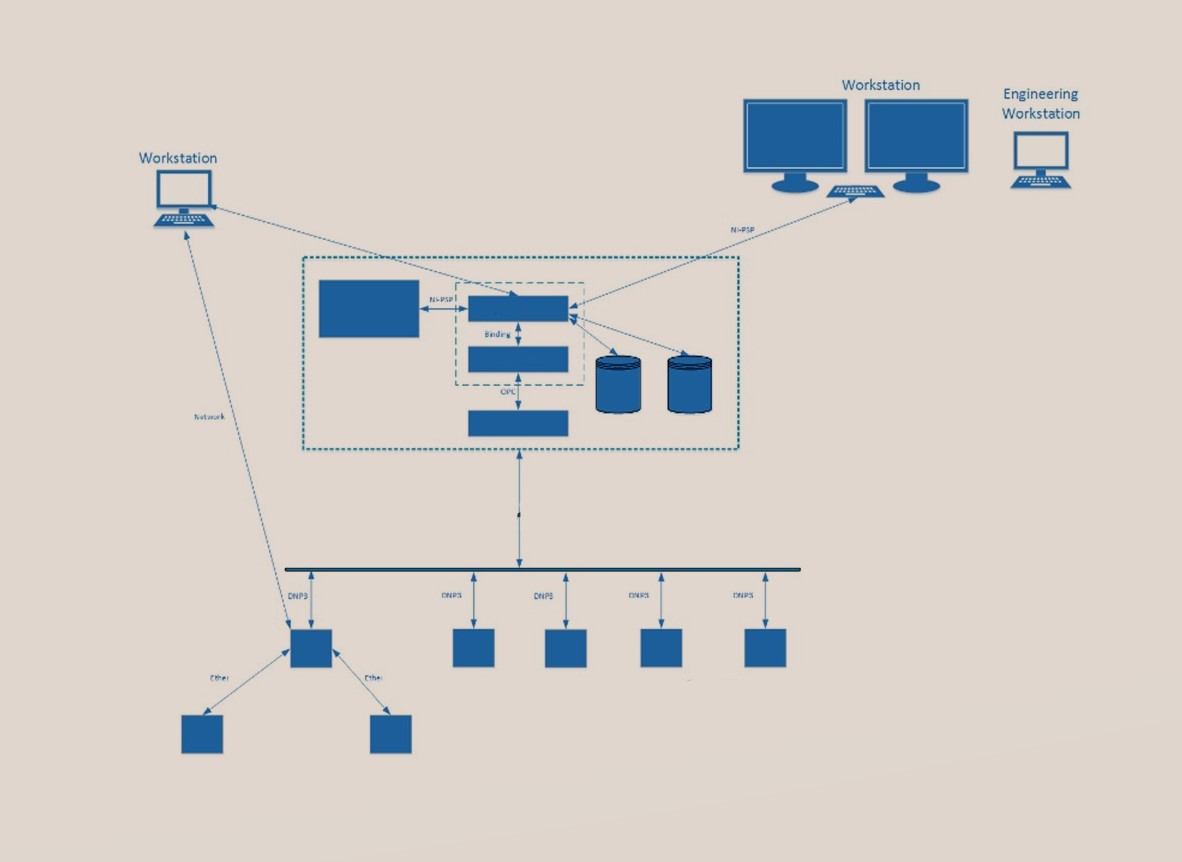 Workstation
Engineering
Workstation
Workstation
NI-PSP
NI-PSP
Binding
OPC
Network
DNP3
DNP3
DNP3
DNP3
DNP3
Ether
Ether